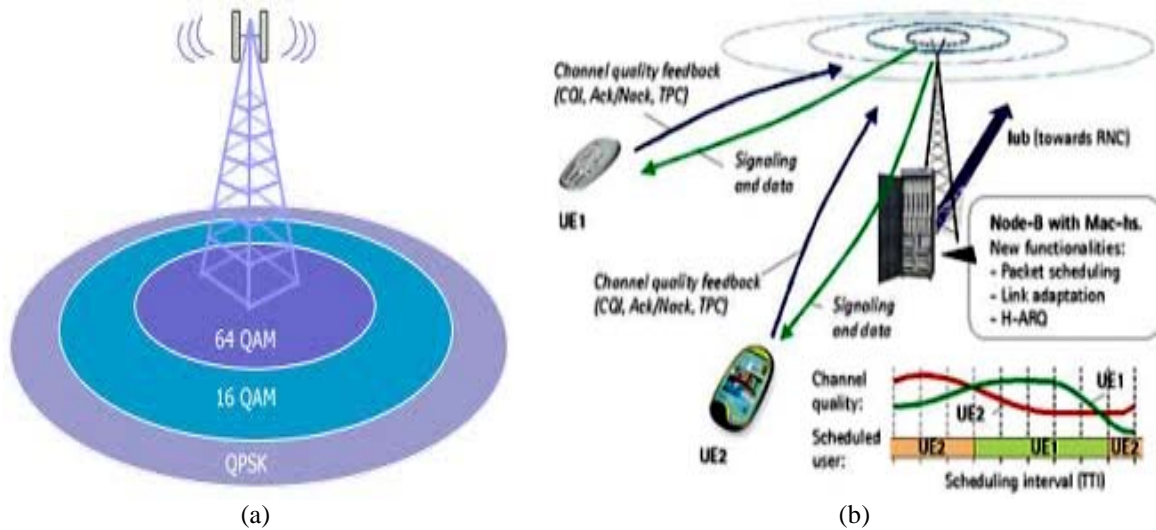 64 QAM
16 QAM
QPSK
(a)
Channel quality feedback
(CQI, Ack/Nack, TPC)
UE1
Signaling
and data
Iub (towards RNC)
Node-B with Mac-hs.
New functionalities:
- Packet scheduling
- Link adaptation
- H-ARQ
Channel quality feedback
(CQI, Ack/Nack, TPC)
Signaling
and data
UE2
Channel
quality:
UE1
UE2
Scheduled
user:
UE2
UE1
UE2
Scheduling interval (TTI)
(b)